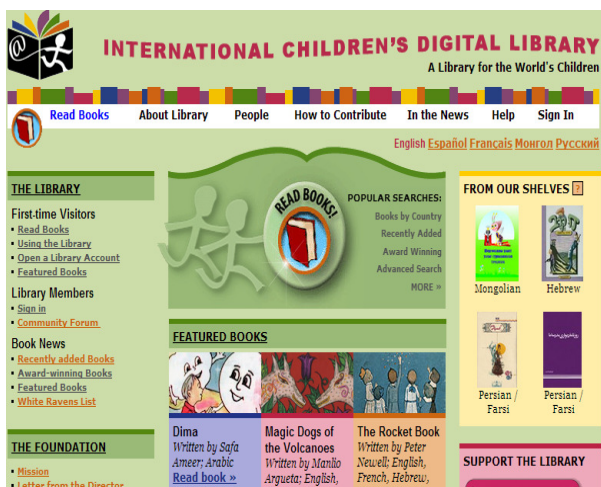 INTERNATIONAL CHILDREN'S DIGITAL LIBRARY
A Library for the World's Children
Read Books About Library People How to Contribute In the News Help Sign In
English Español Français Монгол Русский
THE LIBRARY
First-time Visitors
Read Books
Using the Library
Open a Library Account
Featured Books
Library Members
Sign in
Community Forum
Book News
Recently added Books
Award-winning Books
Featured Books
White Ravens List
THE FOUNDATION
Mission
Letter from the Director
READ BOOKS!
POPULAR SEARCHES:
Books by Country
Recently Added
Award Winning
Advanced Search
MORE »
FEATURED BOOKS
Dima
Written by Safa
Ameer; Arabic
Read book »
Magic Dogs of
the Volcanoes
Written by Manlio
Argueta; English,
The Rocket Book
Written by Peter
Newell; English,
French, Hebrew,
FROM OUR SHELVES ?
Mongolian
Hebrew
Persian /
Farsi
Persian /
Farsi
SUPPORT THE LIBRARY